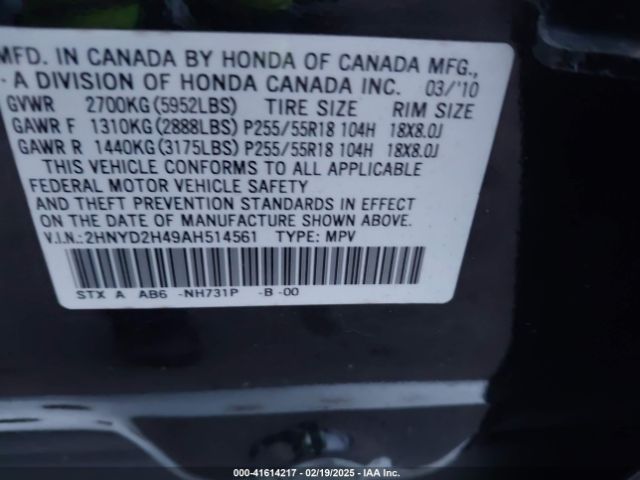 MFD. IN CANADA BY HONDA OF CANADA MFG.,
- A DIVISION OF HONDA CANADA INC. 03/'10
GVWR 2700KG(5952LBS) TIRE SIZE RIM SIZE
GAWR F 1310KG(2888LBS) P255/55R18 104H 18X8.0J
GAWR R 1440KG(3175LBS) P255/55R18 104H 18X8.0J
THIS VEHICLE CONFORMS TO ALL APPLICABLE
FEDERAL MOTOR VEHICLE SAFETY
AND THEFT PREVENTION STANDARDS IN EFFECT
ON THE DATE OF MANUFACTURE SHOWN ABOVE.
V.I.N.:2HNYD2H49AH514561 TYPE: MPV
STX A AB6 -NH731P -B -00
000-41614217 - 02/19/2025 - IAA Inc.